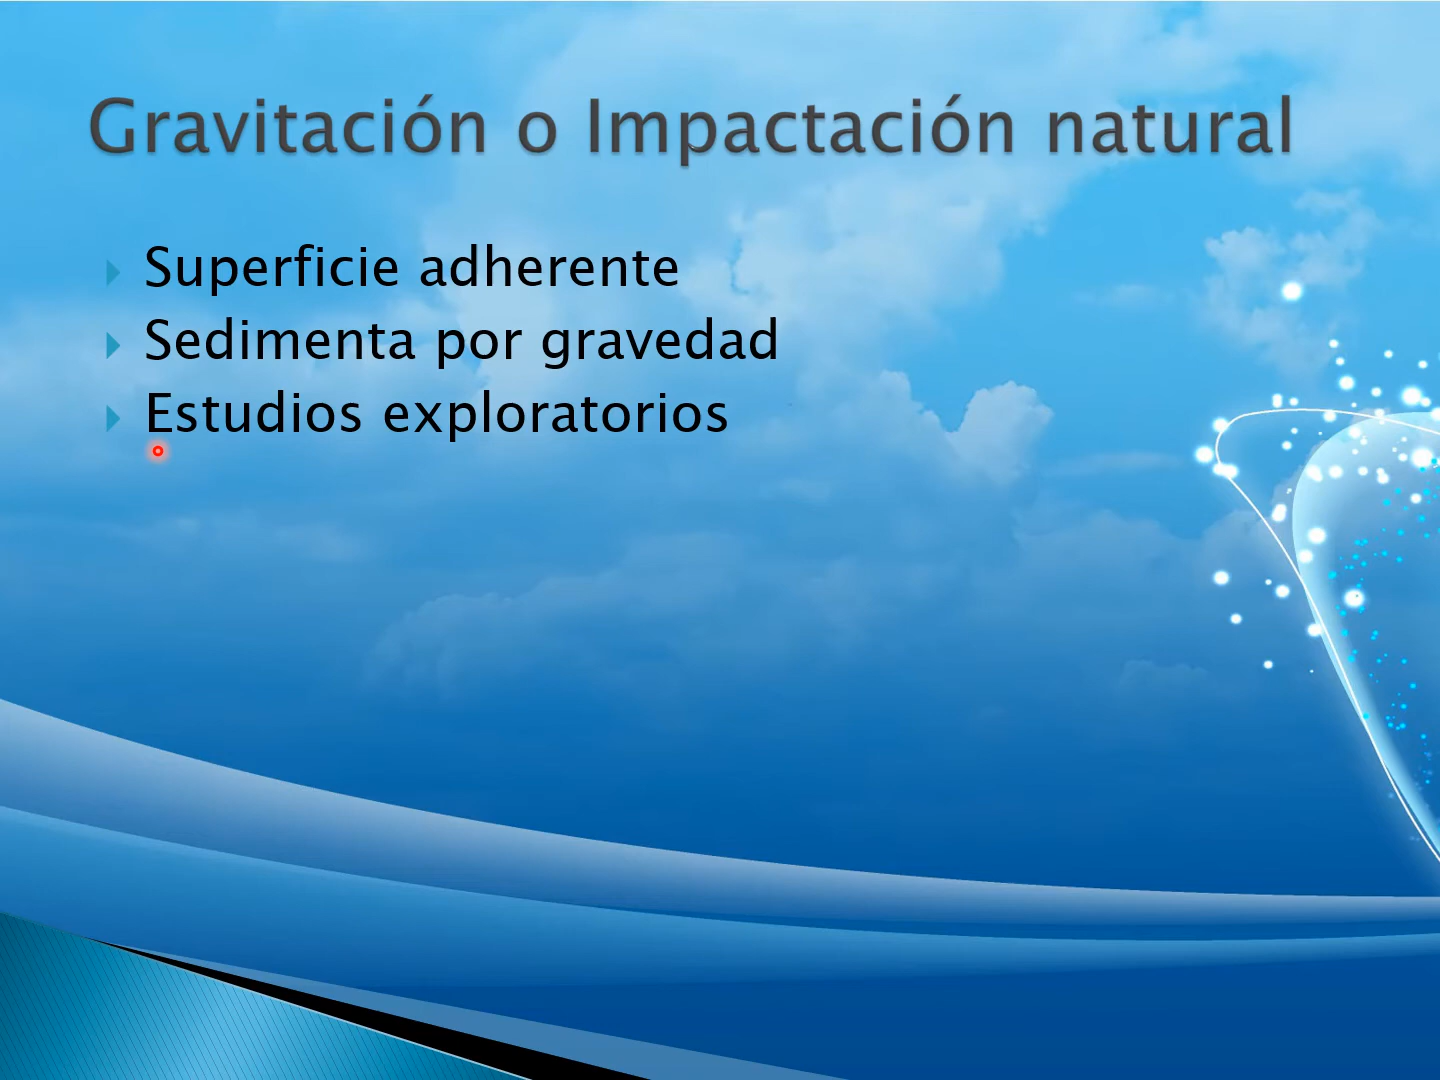 Gravitación o Impactación natural
Superficie adherente
Sedimenta por gravedad
Estudios exploratorios